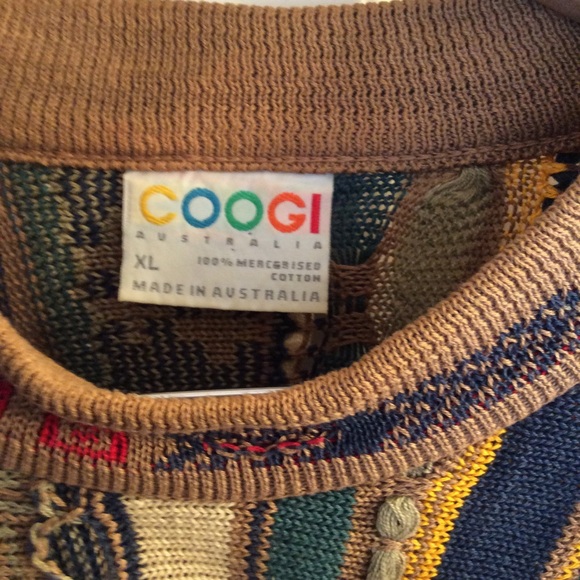 COOGI
AUSTRALIA
XL 100% MERCERISED
COTTON
MADE IN AUSTRALIA